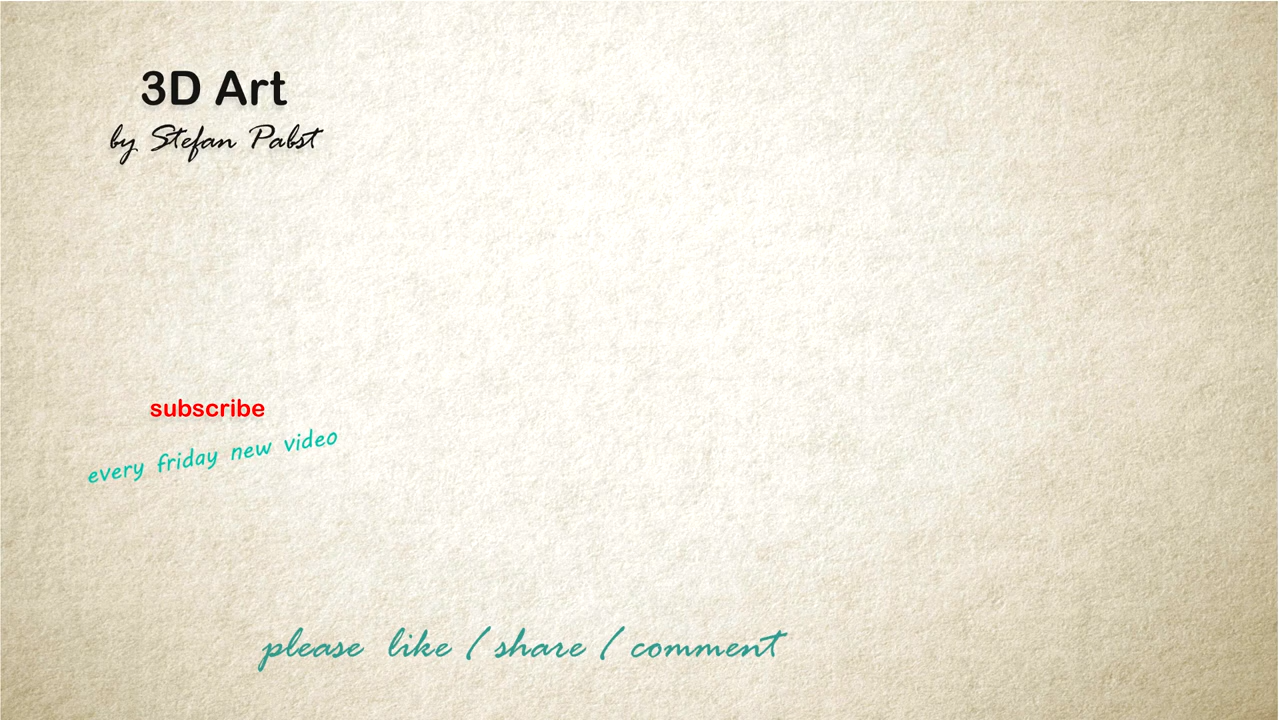 3D Art
by Stefan Pabst
subscribe
every friday new video
please like / share / comment